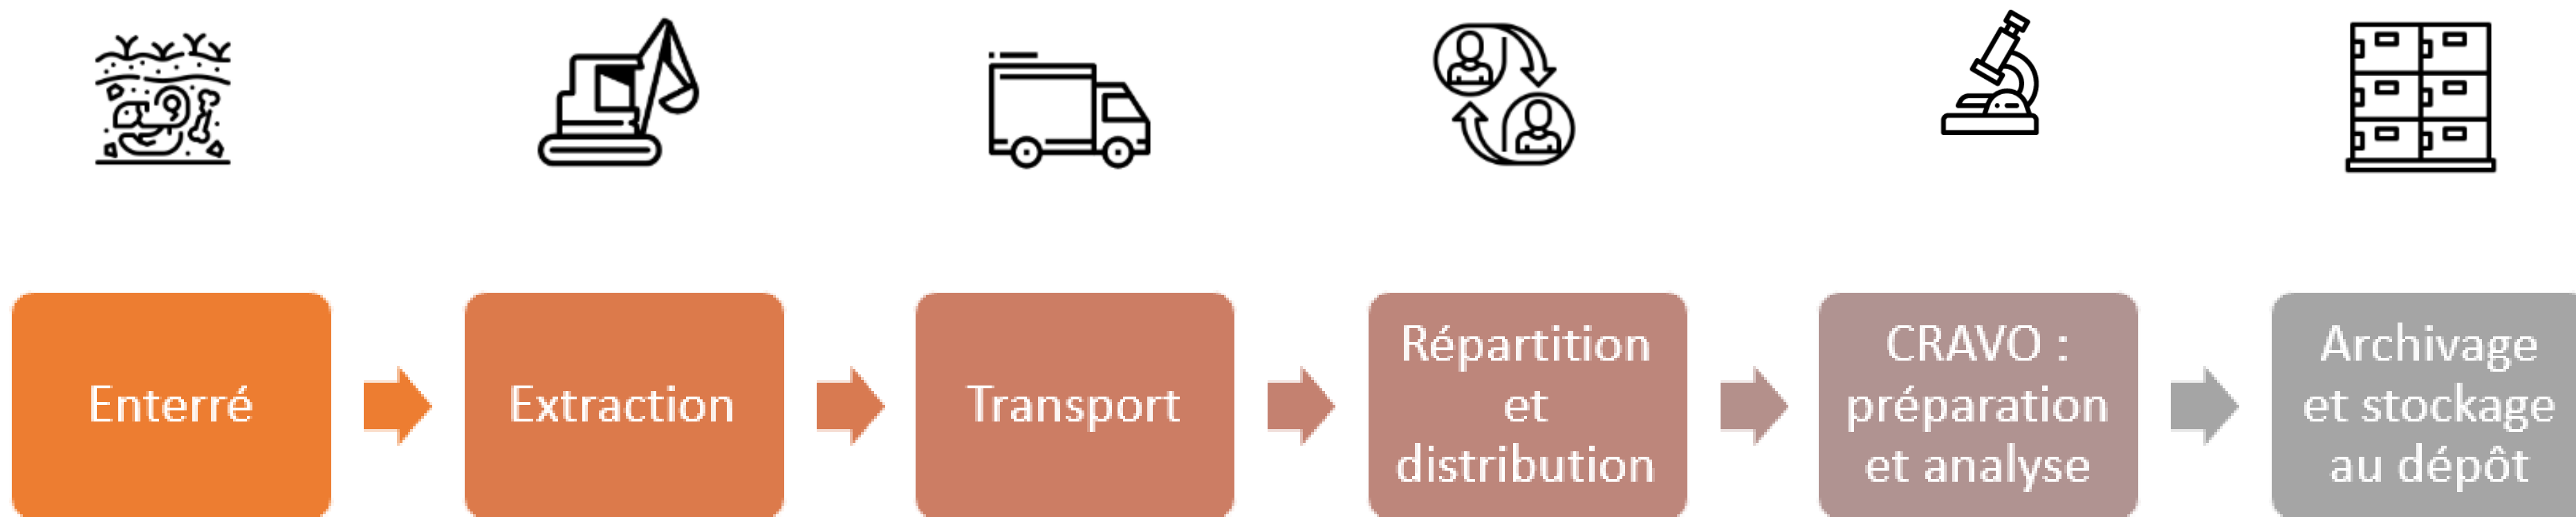 Enterré
Extraction
Transport
Répartition
et
distribution
CRAVO :
préparation
et analyse
Archivage
et stockage
au dépôt